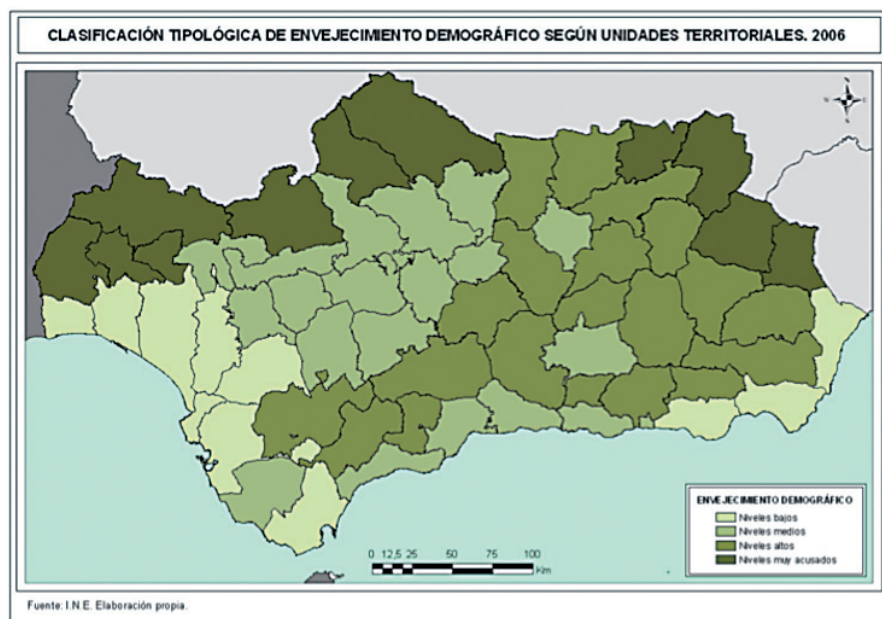 CLASIFICACIÓN TIPOLÓGICA DE ENVEJECIMIENTO DEMOGRÁFICO SEGÚN UNIDADES TERRITORIALES. 2006
N
ENVEJECIMIENTO DEMOGRÁFICO
Niveles bajos
Niveles medios
Niveles altos
Niveles muy acusados
0 12,5 25 50 75 100
Km
Fuente: I.N.E. Elaboración propia.